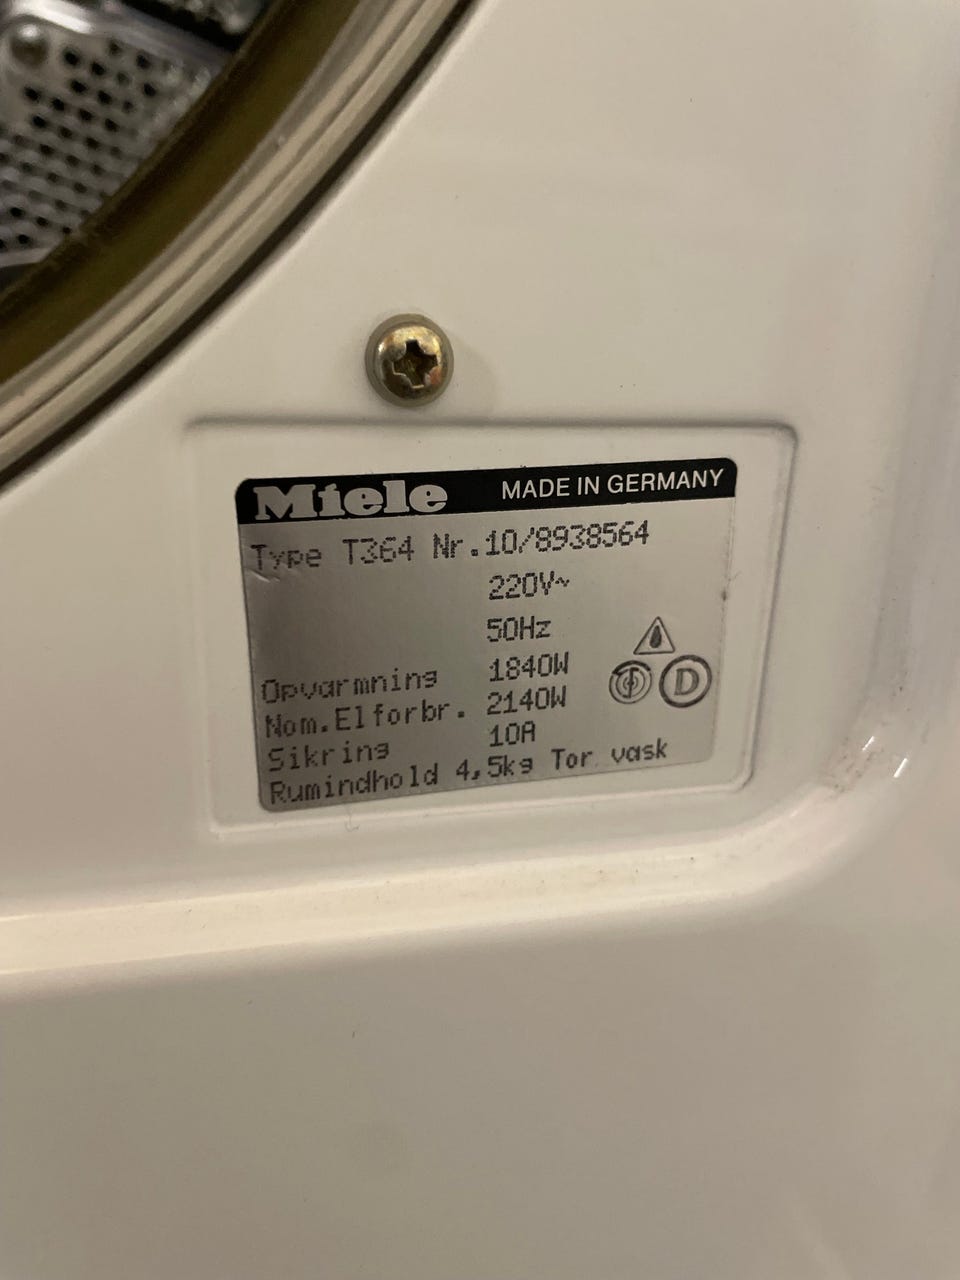 Miele MADE IN GERMANY
Type T364 Nr.10/8938564
220V~
50Hz
Opvarmning 1840W
Nom.Elforbr. 2140W
Sikring 10A
Rumindhold 4,5kg Tor vask
D